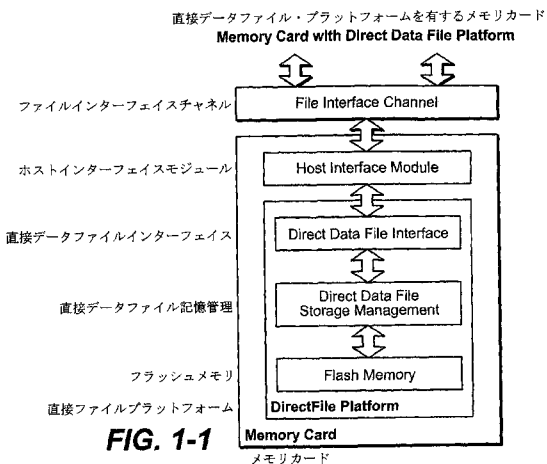 直接データファイル・プラットフォームを有するメモリカード
Memory Card with Direct Data File Platform
ファイルインターフェイスチャネル
File Interface Channel
ホストインターフェイスモジュール
Host Interface Module
直接データファイルインターフェイス
Direct Data File Interface
直接データファイル記憶管理
Direct Data File
Storage Management
フラッシュメモリ
Flash Memory
直接ファイルプラットフォーム
DirectFile Platform
FIG. 1-1
Memory Card
メモリカード